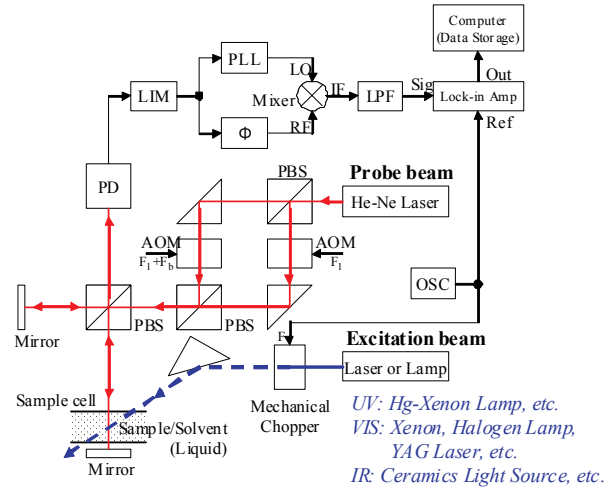 Computer
(Data Storage)
PLL
LO
Out
LIM
Mixer
IF
LPF
Sig
Lock-in Amp
Φ
RF
Ref
PBS
Probe beam
PD
He-Ne Laser
AOM
F1+Fb
AOM
F1
OSC
PBS
PBS
Mirror
F
Excitation beam
Laser or Lamp
Sample cell
Mechanical
Chopper
Sample/Solvent
(Liquid)
Mirror
UV: Hg-Xenon Lamp, etc.
VIS: Xenon, Halogen Lamp,
YAG Laser, etc.
IR: Ceramics Light Source, etc.